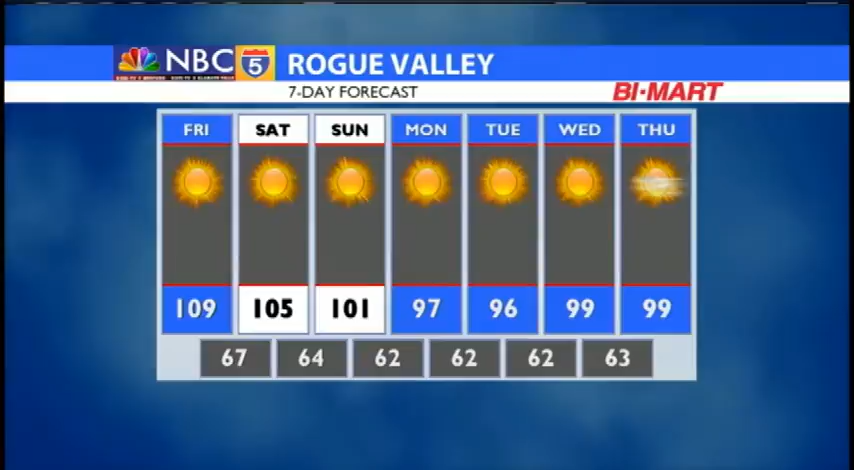 NBC 5
ROGUE VALLEY
7-DAY FORECAST
BI-MART
FRI SAT SUN MON TUE WED THU
109 105 101 97 96 99 99
67 64 62 62 62 63